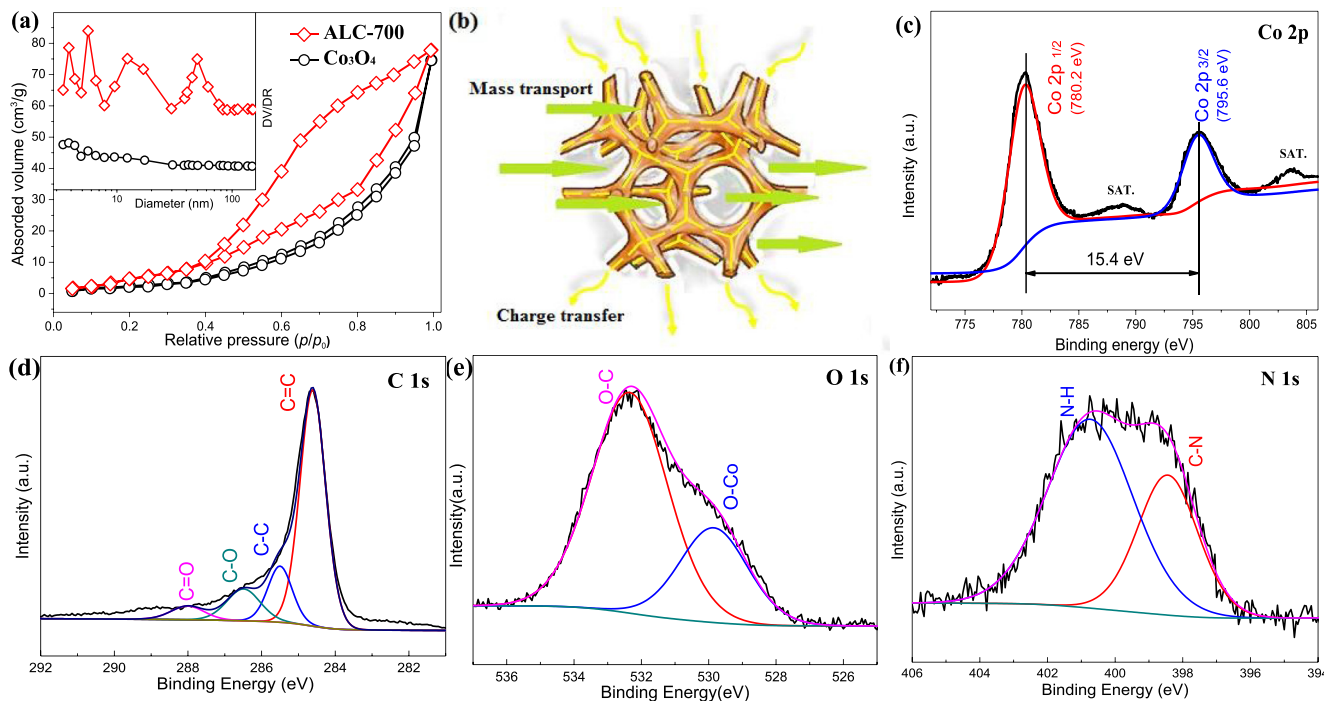 (a)
ALC-700
Co₃O₄
Absorbed volume (cm³/g)
80
70
60
50
40
30
20
10
0
DV/DR
10
100
Diameter (nm)
0.0
0.2
0.4
0.6
0.8
1.0
Relative pressure (p/p₀)
(b)
Mass transport
Charge transfer
(c)
Co 2p
Co 2p 1/2
(780.2 eV)
Co 2p 3/2
(795.6 eV)
SAT.
SAT.
15.4 eV
Intensity (a.u.)
775
780
785
790
795
800
805
Binding energy (eV)
(d)
C 1s
C=C
C-C
C-O
C=O
Intensity (a.u.)
292
290
288
286
284
282
Binding Energy (eV)
(e)
O 1s
O-C
O-Co
Intensity(a.u.)
536
534
532
530
528
526
Binding Energy(eV)
(f)
N 1s
N-H
C-N
Intensity (a.u.)
406
404
402
400
398
396
394
Binding Energy (eV)